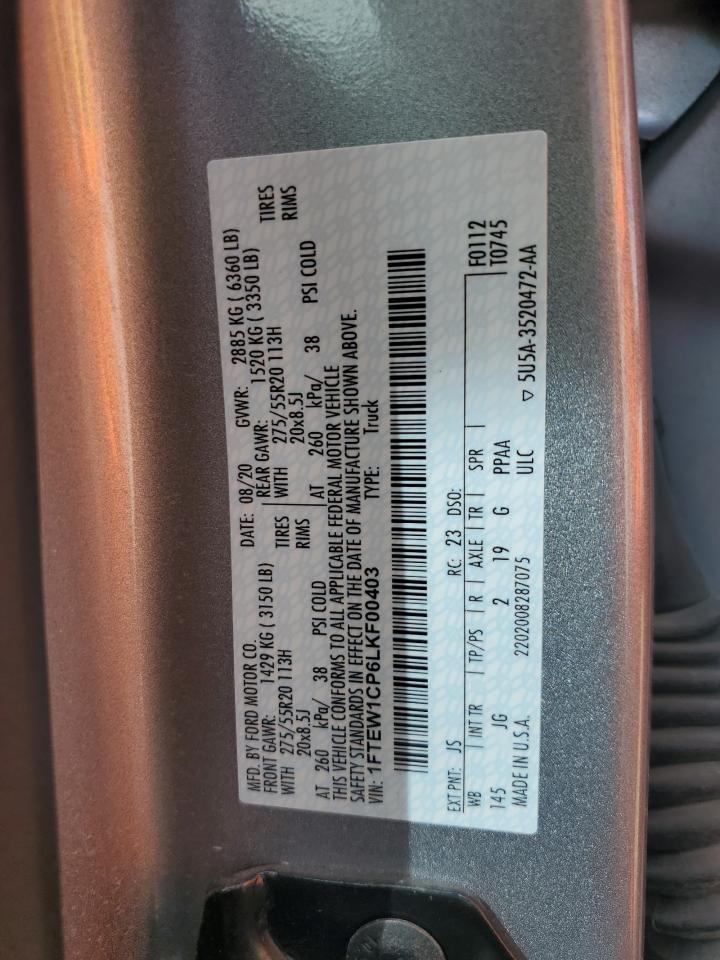 MFD. BY FORD MOTOR CO. DATE: 08/20 GVWR: 2885 KG ( 6360 LB)
FRONT GAWR: 1429 KG ( 3150 LB) REAR GAWR: 1520 KG ( 3350 LB)
WITH 275/55R20 113H TIRES WITH 275/55R20 113H TIRES
20x8.5J RIMS 20x8.5J RIMS
AT 260 kPa/ 38 PSI COLD AT 260 kPa/ 38 PSI COLD
THIS VEHICLE CONFORMS TO ALL APPLICABLE FEDERAL MOTOR VEHICLE
SAFETY STANDARDS IN EFFECT ON THE DATE OF MANUFACTURE SHOWN ABOVE.
VIN: 1FTEW1CP6LKF00403 TYPE: Truck
EXT PNT: JS RC: 23 DSO:
WB INT TR TP/PS R AXLE TR SPR F0112
145 JG 2 19 G PPAA T0745
MADE IN U.S.A. 2202008287075 ULC ▽ 5U5A-3520472-AA